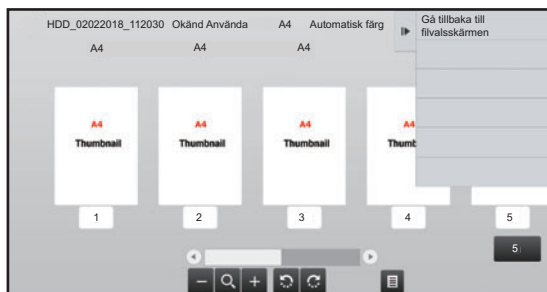 HDD_02022018_112030 Okänd Använda A4 Automatisk färg
A4 A4 A4
Gå tillbaka till
filvalsskärmen
A4 A4 A4 A4
Thumbnail Thumbnail Thumbnail Thumb
1 2 3 4 5
5